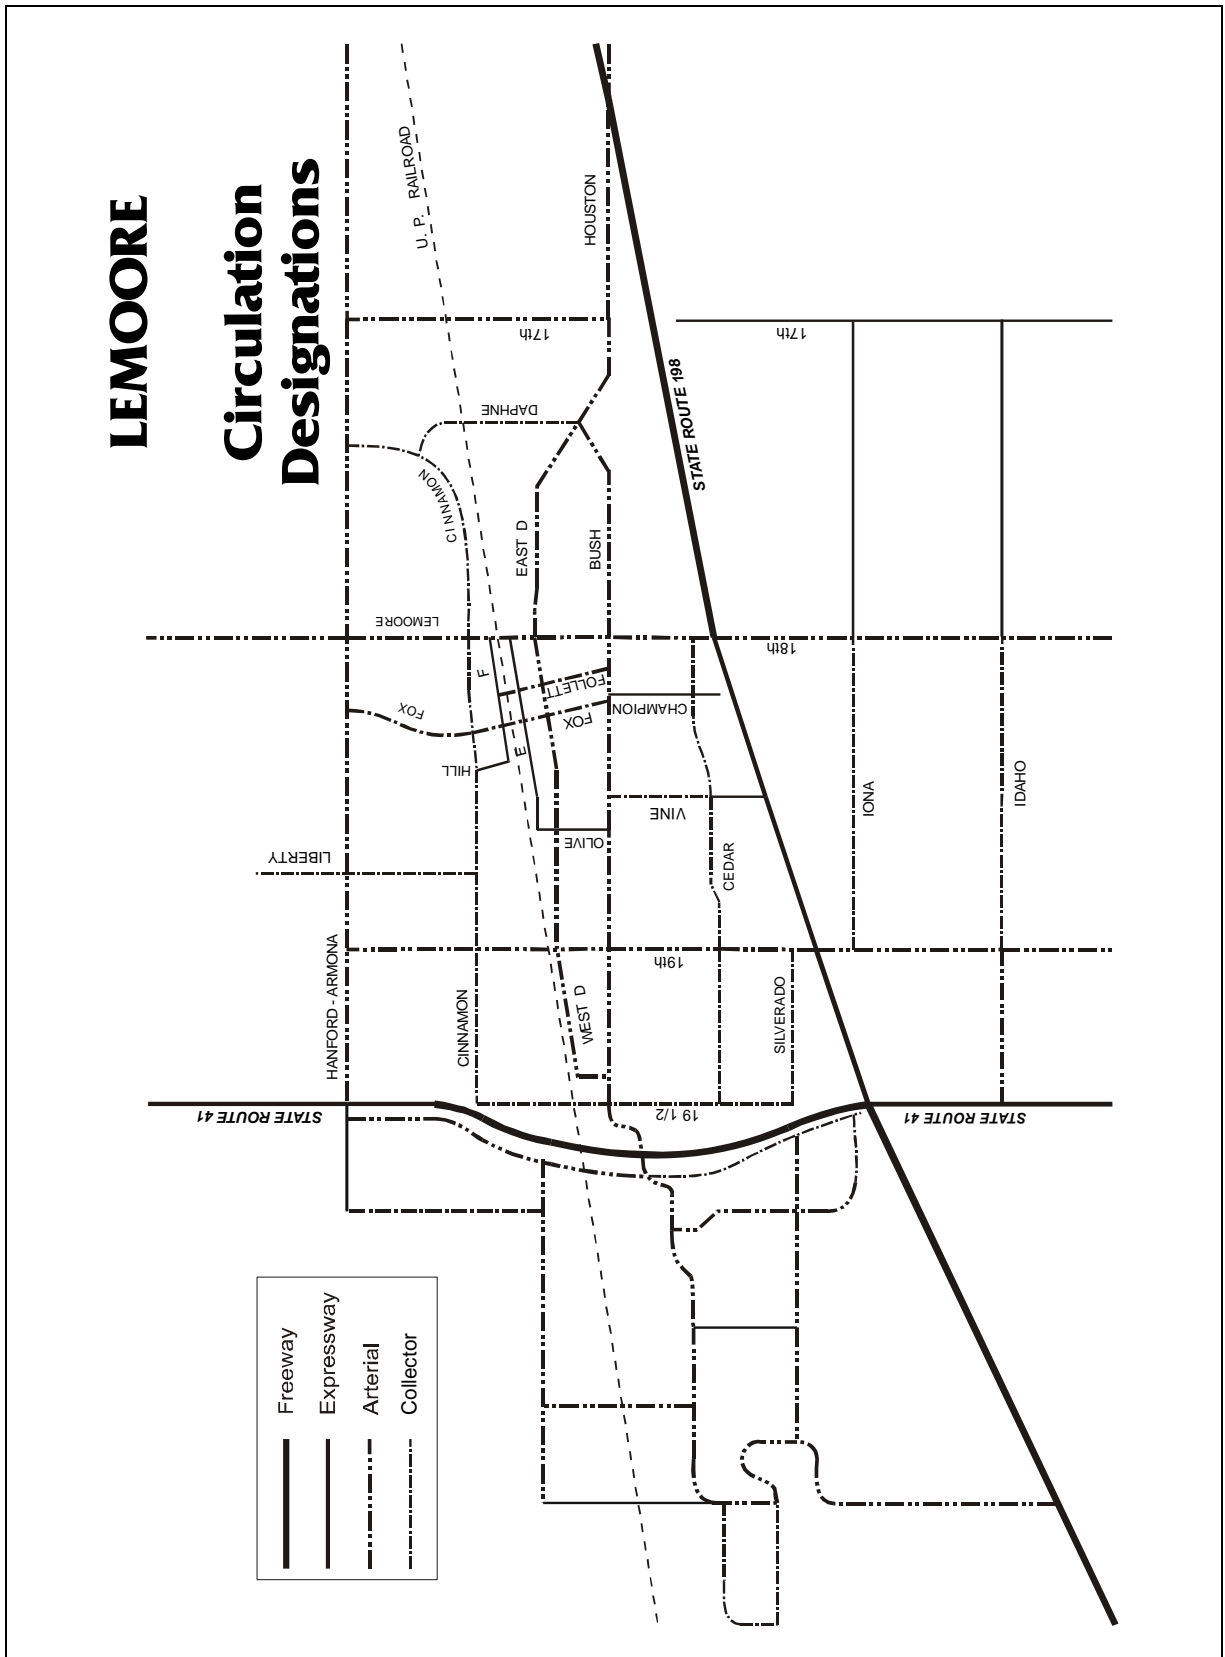 LEMOORE
Circulation
Designations
U. P. RAILROAD
HOUSTON
17th
17th
STATE ROUTE 198
DAPHNE
CINNAMON
EAST D
BUSH
LEMOORE
18th
F
FOLLETT
FOX
FOX
CHAMPION
HILL
E
VINE
OLIVE
IONA
IDAHO
LIBERTY
CEDAR
HANFORD - ARMONA
19th
CINNAMON
WEST D
SILVERADO
STATE ROUTE 41
19 1/2
STATE ROUTE 41
Freeway
Expressway
Arterial
Collector